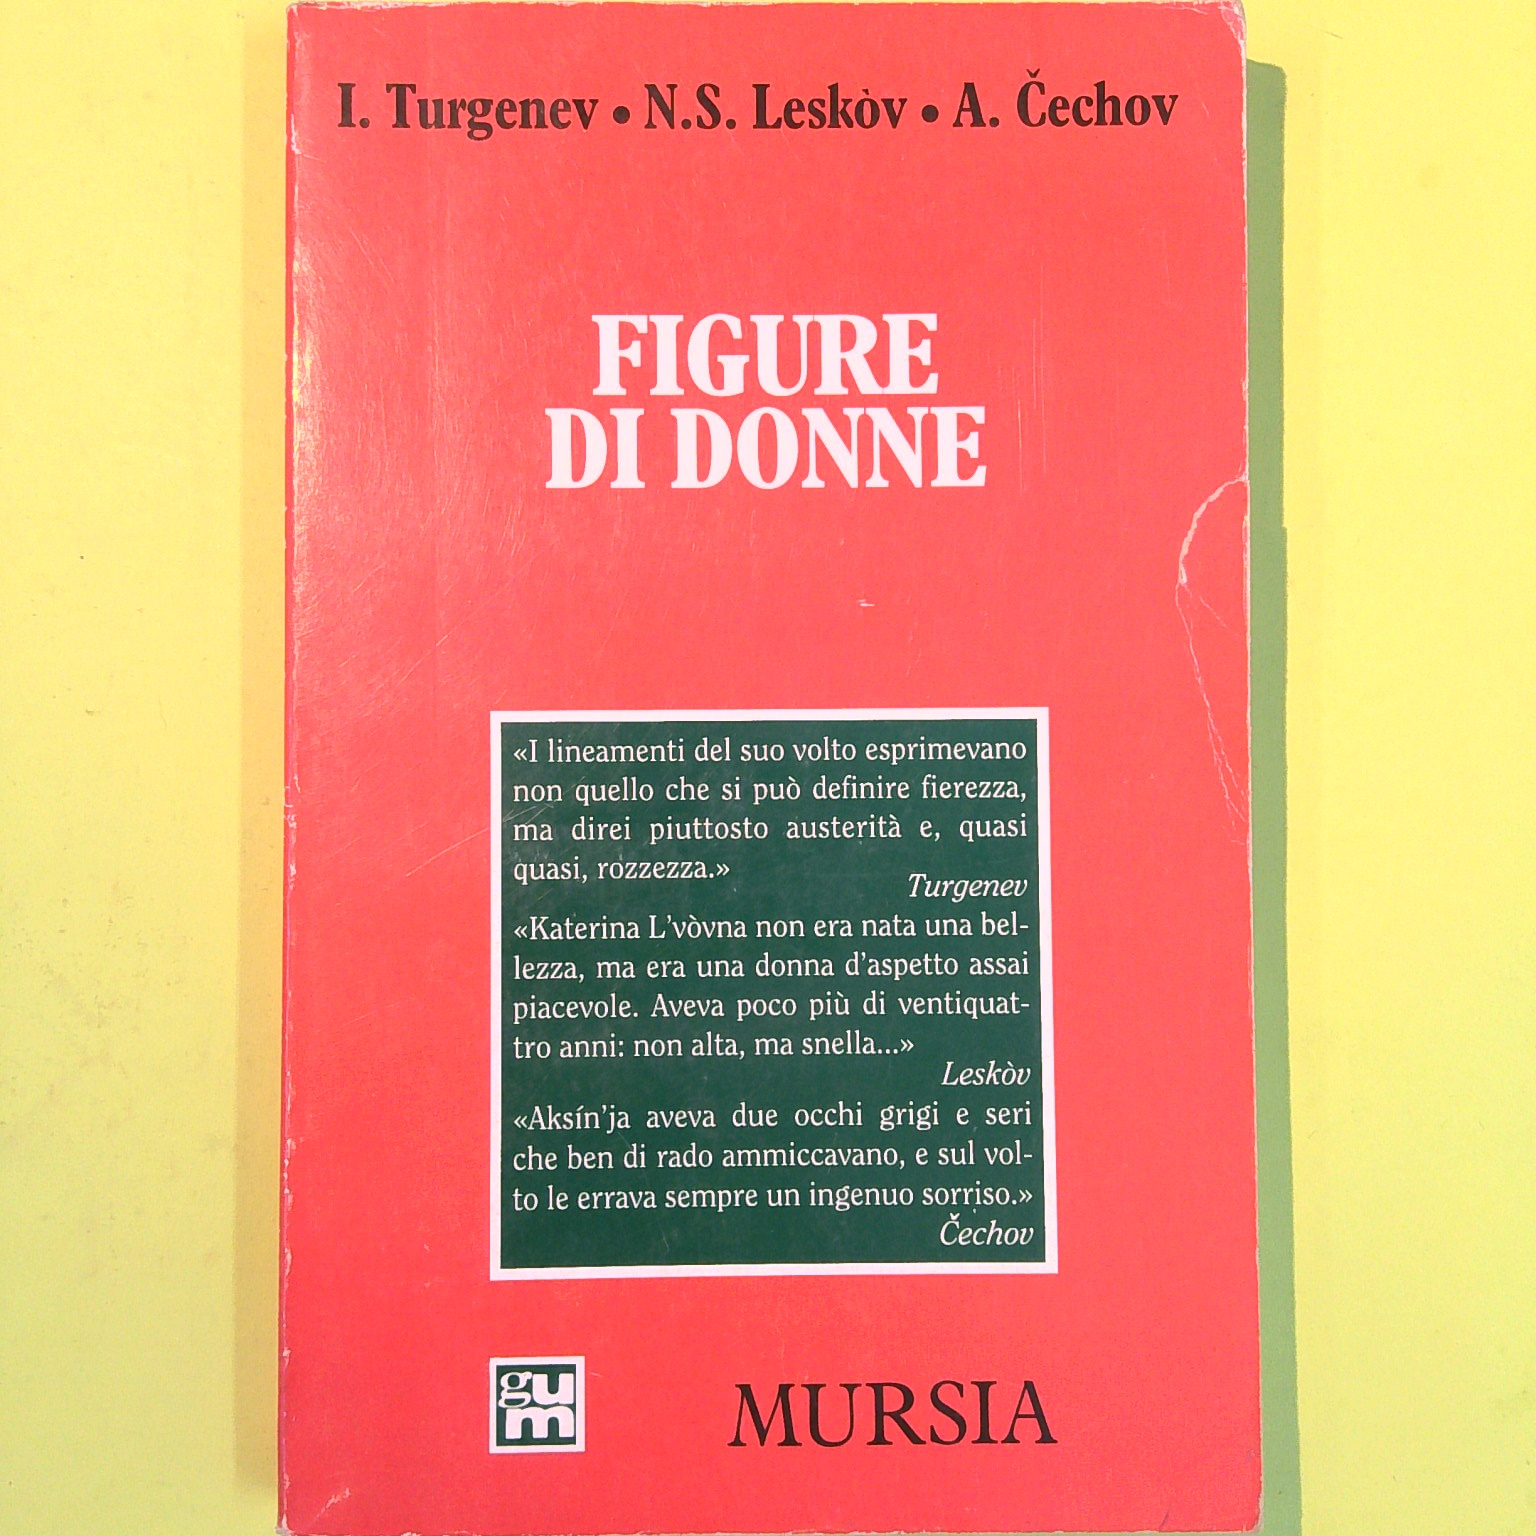 I. Turgenev • N.S. Leskòv • A. Čechov
FIGURE
DI DONNE
«I lineamenti del suo volto esprimevano
non quello che si può definire fierezza,
ma direi piuttosto austerità e, quasi
quasi, rozzezza.»
Turgenev
«Katerina L'vòvna non era nata una bel-
lezza, ma era una donna d'aspetto assai
piacevole. Aveva poco più di ventiquat-
tro anni: non alta, ma snella...»
Leskòv
«Aksín'ja aveva due occhi grigi e seri
che ben di rado ammiccavano, e sul vol-
to le errava sempre un ingenuo sorriso.»
Čechov
gum
MURSIA